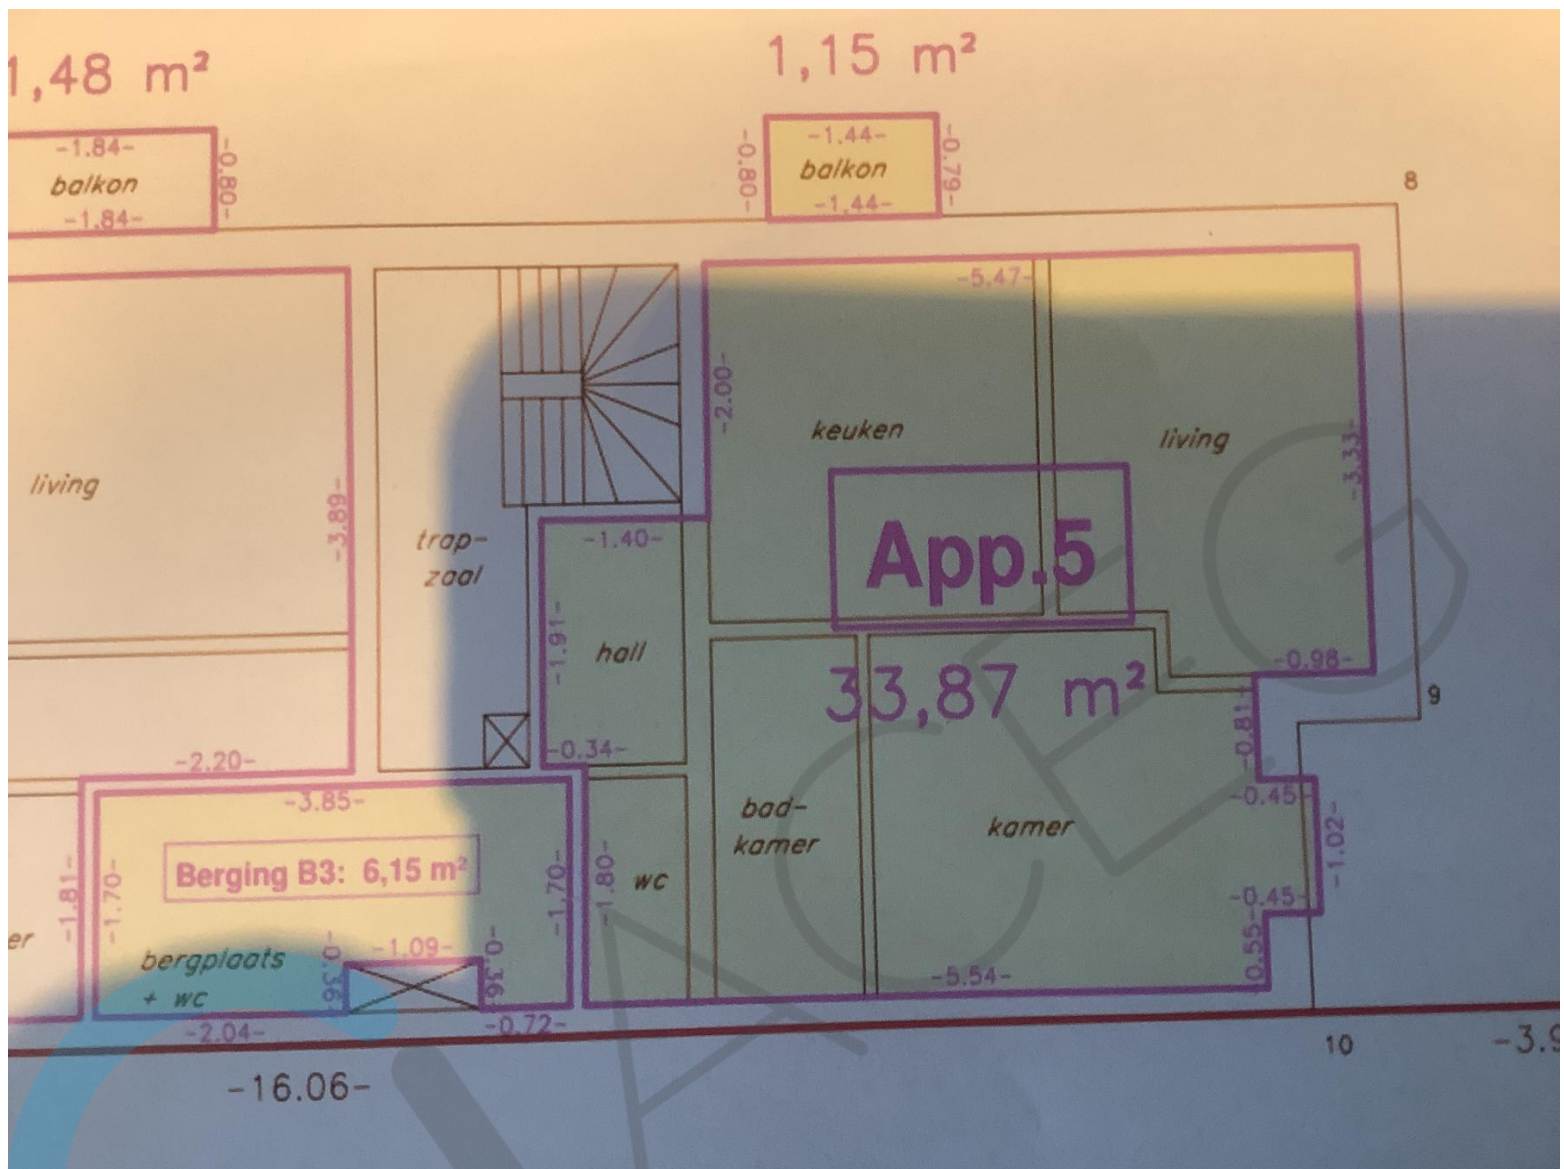 1,48 m²
1,15 m²
-1.84-
balkon
-0.80-
-1.84-
-0.80-
-1.44-
balkon
-0.79-
-1.44-
8
-5.47-
-2.00-
keuken
living
-3.33-
living
-3.89-
trap-
zaal
-1.40-
App.5
-1.91-
hall
33,87 m²
-0.98-
9
-0.81-
-0.34-
-2.20-
-3.85-
-0.45-
bad-
kamer
kamer
-1.02-
Berging B3: 6,15 m²
-1.81-
-1.70-
-1.70-
-1.80-
wc
-0.45-
er
bergplaats
+ wc
-0.36
-1.09-
-0.36
-0.55-
-5.54-
-2.04-
-0.72-
10
-3.9
-16.06-